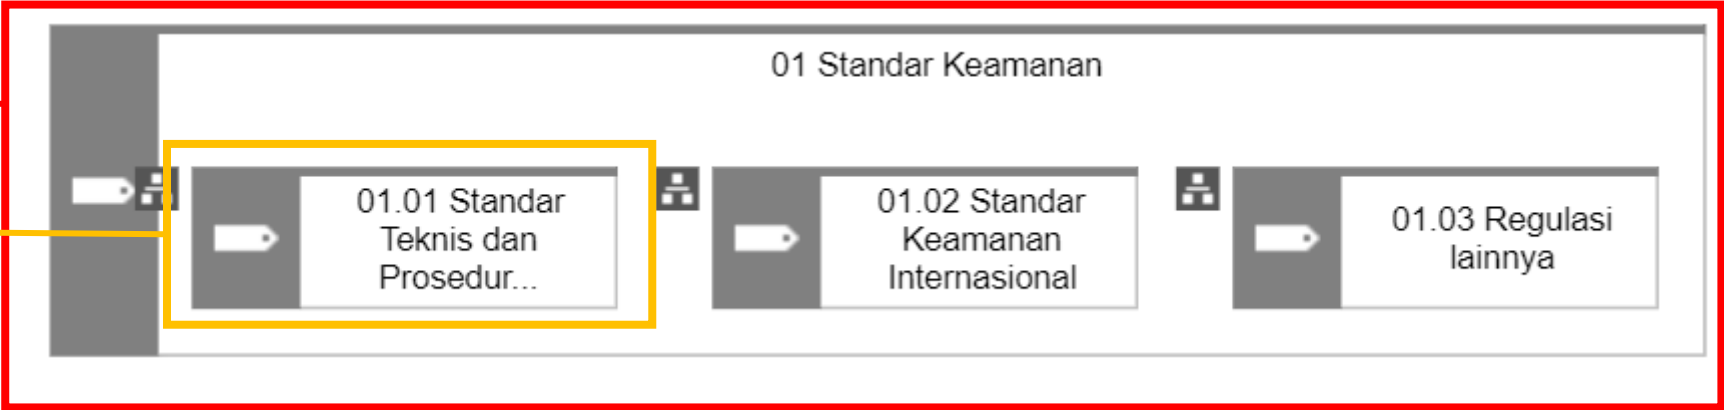 01 Standar Keamanan
01.01 Standar
Teknis dan
Prosedur...
01.02 Standar
Keamanan
Internasional
01.03 Regulasi
lainnya